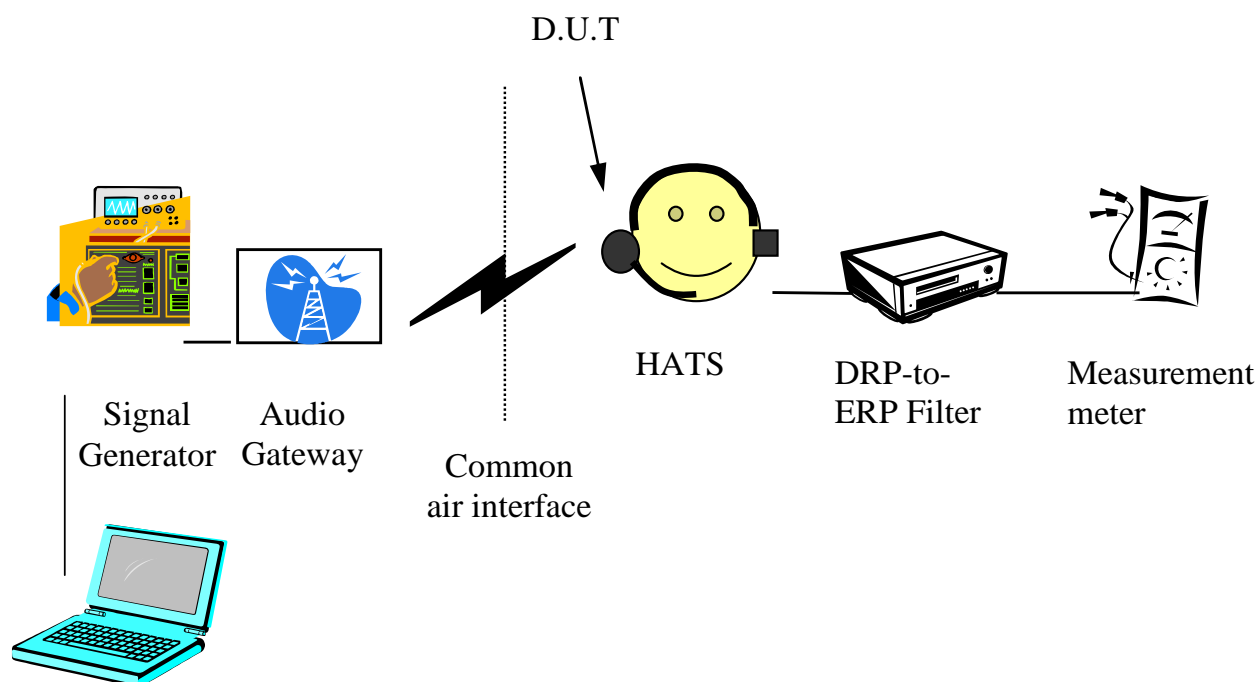 D.U.T
HATS
DRP-to-
ERP Filter
Measurement
meter
Signal
Generator
Audio
Gateway
Common
air interface